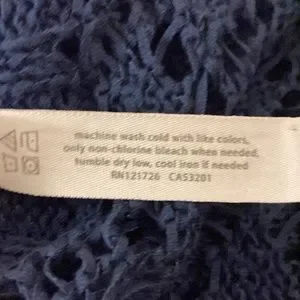 machine wash cold with like colors,
only non-chlorine bleach when needed,
tumble dry low, cool iron if needed
RN121726 CA53201